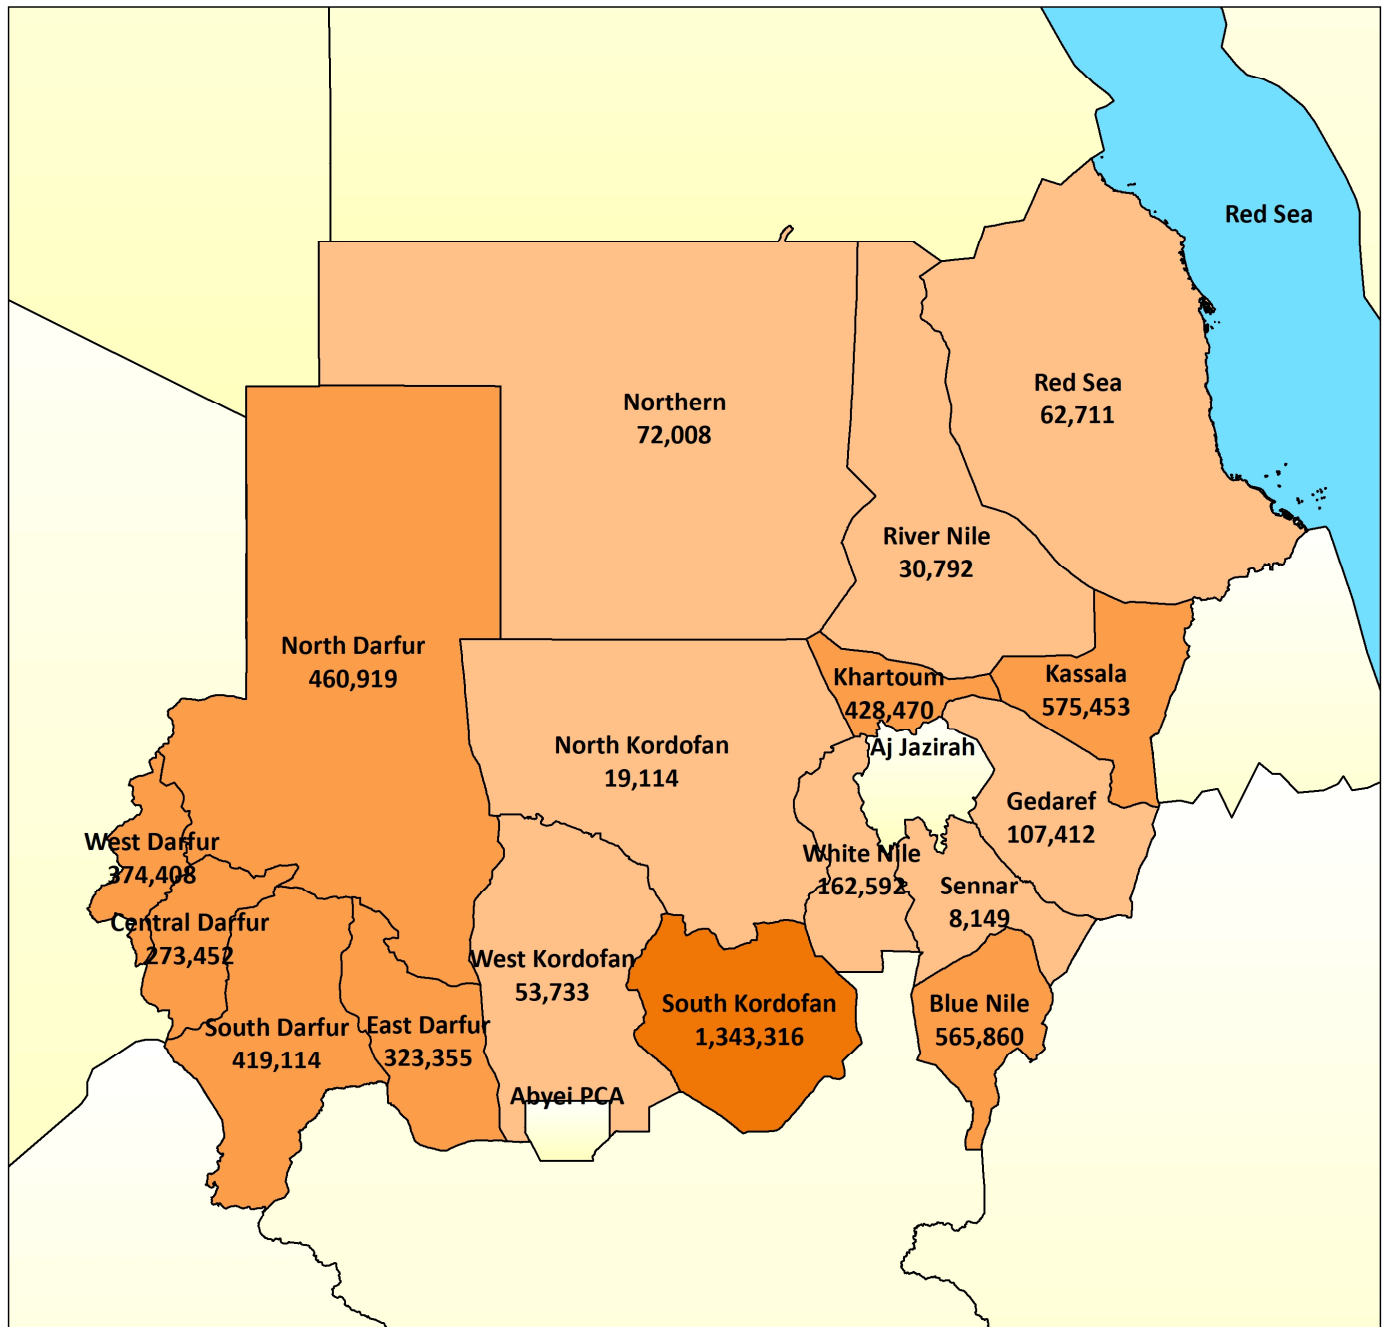 Red Sea
Red Sea
62,711
Northern
72,008
River Nile
30,792
North Darfur
460,919
Khartoum
428,470
Kassala
575,453
North Kordofan
19,114
Aj Jazirah
Gedaref
107,412
West Darfur
374,408
White Nile
162,592
Sennar
8,149
Central Darfur
273,452
West Kordofan
53,733
South Kordofan
1,343,316
Blue Nile
565,860
South Darfur
419,114
East Darfur
323,355
Abyei PCA